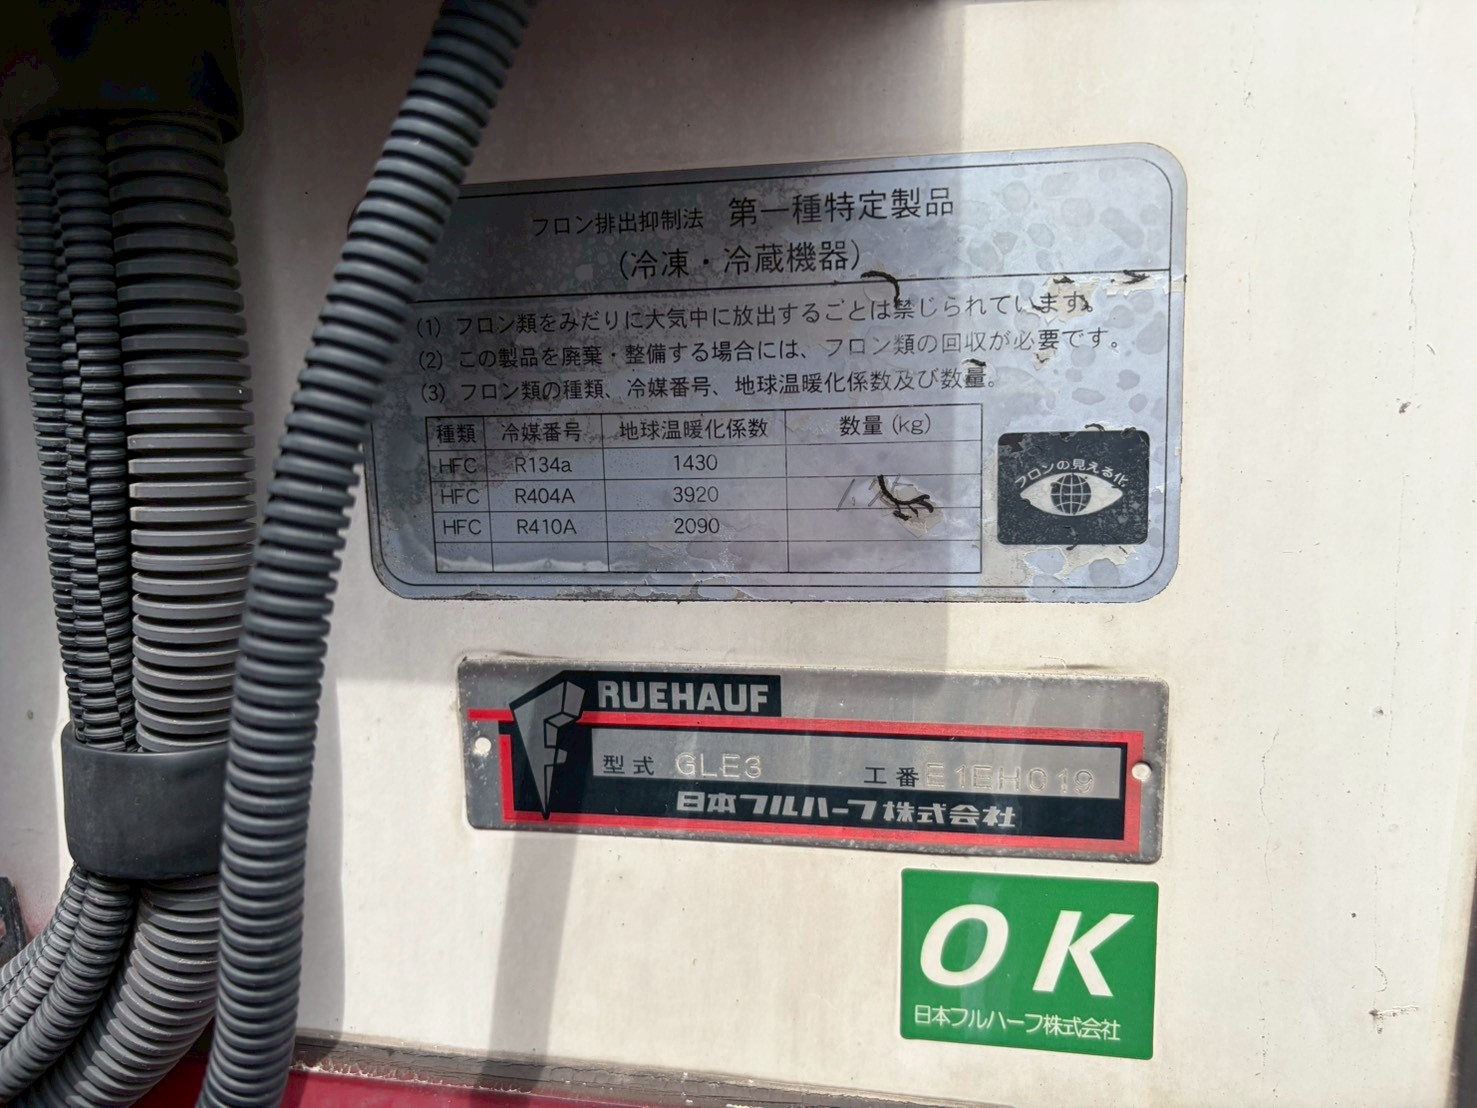 フロン排出抑制法 第一種特定製品
(冷凍・冷蔵機器)
(1) フロン類をみだりに大気中に放出することは禁じられています。
(2) この製品を廃棄・整備する場合には、フロン類の回収が必要です。
(3) フロン類の種類、冷媒番号、地球温暖化係数及び数量。
種類 冷媒番号 地球温暖化係数 数量 (kg)
HFC R134a 1430
HFC R404A 3920
HFC R410A 2090
フロンの見える化
RUEHAUF
型式 GLE3 工番 E1EH019
日本フルハーフ株式会社
OK
日本フルハーフ株式会社